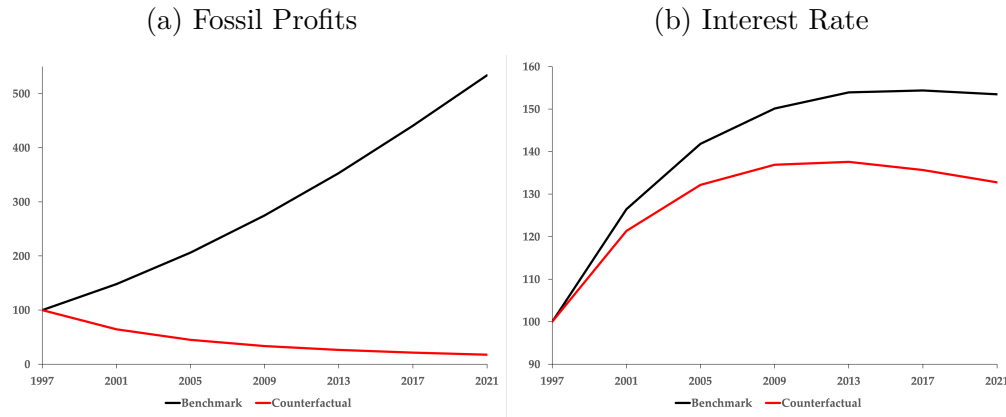 (a) Fossil Profits
500
400
300
200
100
0
1997 2001 2005 2009 2013 2017 2021
Benchmark Counterfactual
(b) Interest Rate
160
150
140
130
120
110
100
90
1997 2001 2005 2009 2013 2017 2021
Benchmark Counterfactual